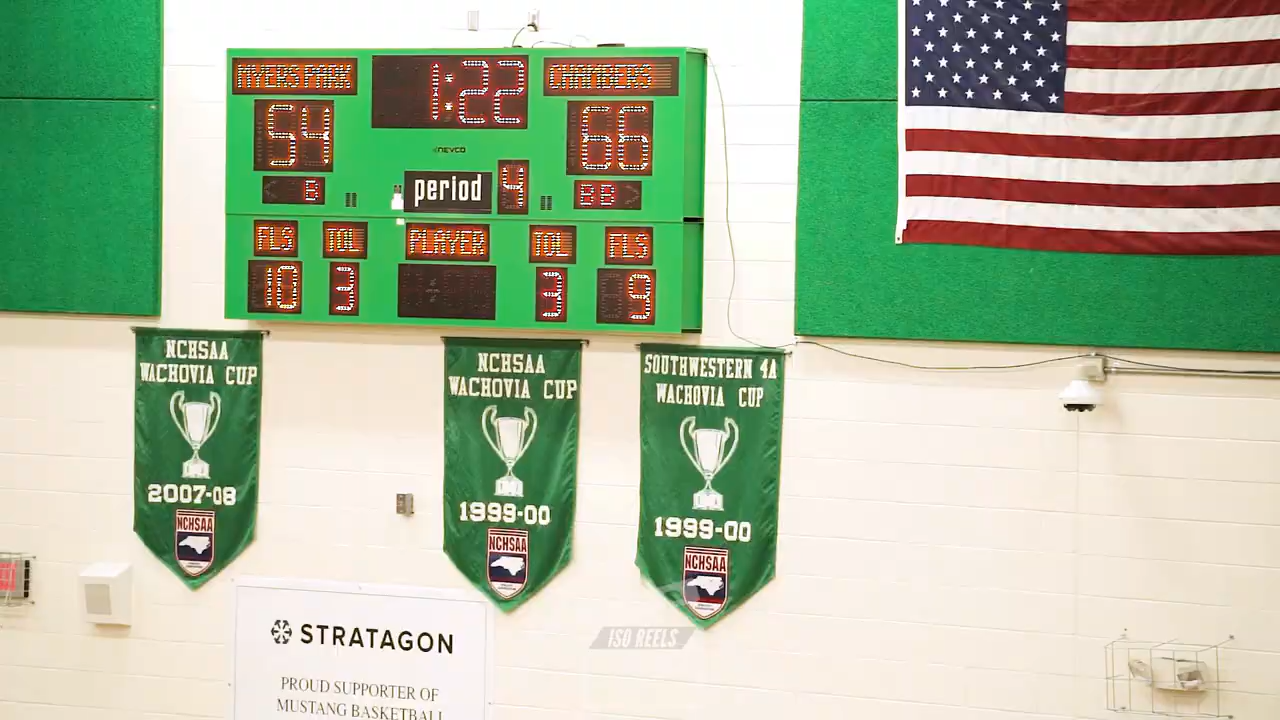 MYERS PARK
1:22
CHAMBERS
54
66
NEVCO
B
period
4
BB
FLS
TOL
PLAYER
TOL
FLS
10
3
3
9
NCHSAA
WACHOVIA CUP
2007-08
NCHSAA
NCHSAA
WACHOVIA CUP
1999-00
NCHSAA
SOUTHWESTERN 4A
WACHOVIA CUP
1999-00
NCHSAA
STRATAGON
PROUD SUPPORTER OF
MUSTANG BASKETBALL
ISO REELS